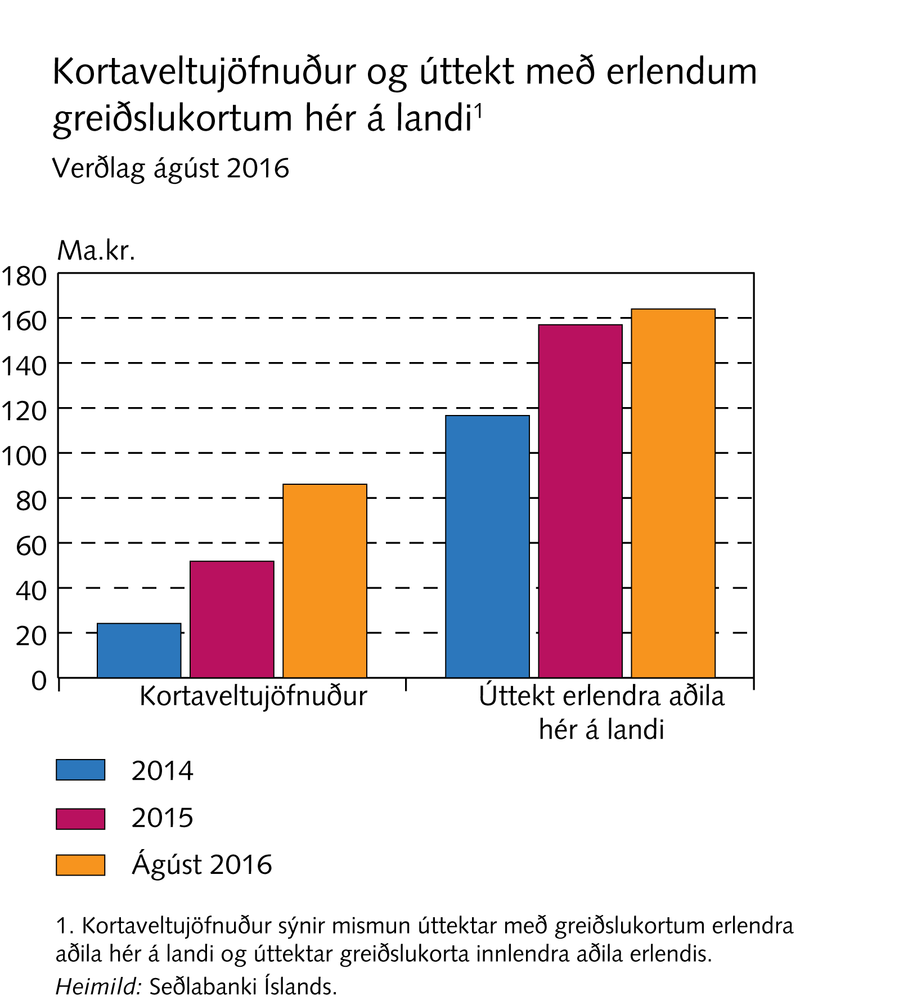 Kortaveltujöfnuður og úttekt með erlendum
greiðslukortum hér á landi¹
Verðlag ágúst 2016
Ma.kr.
180
160
140
120
100
80
60
40
20
0
Kortaveltujöfnuður
Úttekt erlendra aðila
hér á landi
2014
2015
Ágúst 2016
1. Kortaveltujöfnuður sýnir mismun úttektar með greiðslukortum erlendra
aðila hér á landi og úttektar greiðslukorta innlendra aðila erlendis.
Heimild: Seðlabanki Íslands.